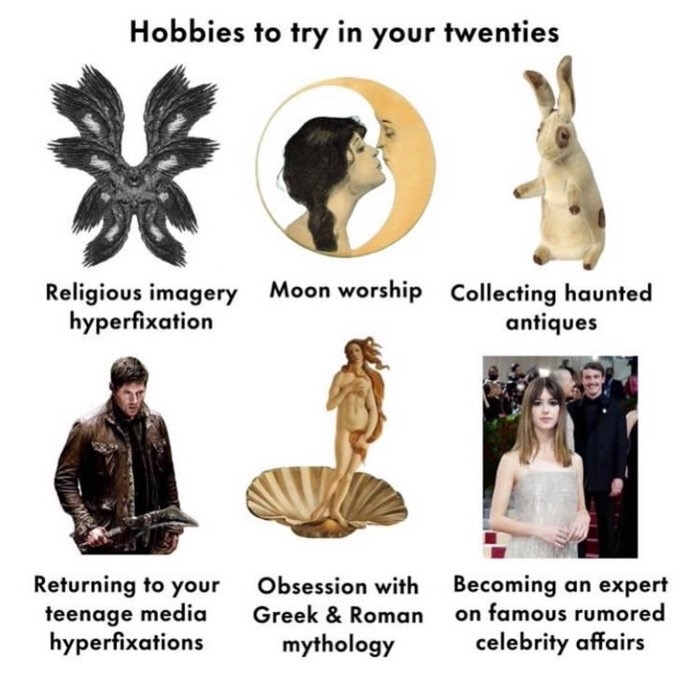 Hobbies to try in your twenties
Religious imagery
hyperfixation
Moon worship
Collecting haunted
antiques
Returning to your
teenage media
hyperfixations
Obsession with
Greek & Roman
mythology
Becoming an expert
on famous rumored
celebrity affairs